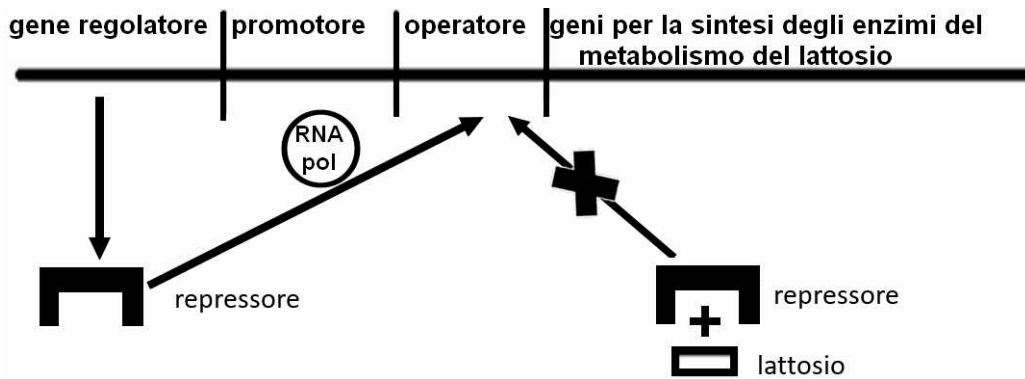 gene regolatore promotore operatore geni per la sintesi degli enzimi del
metabolismo del lattosio
RNA
pol
repressore
repressore
+
lattosio